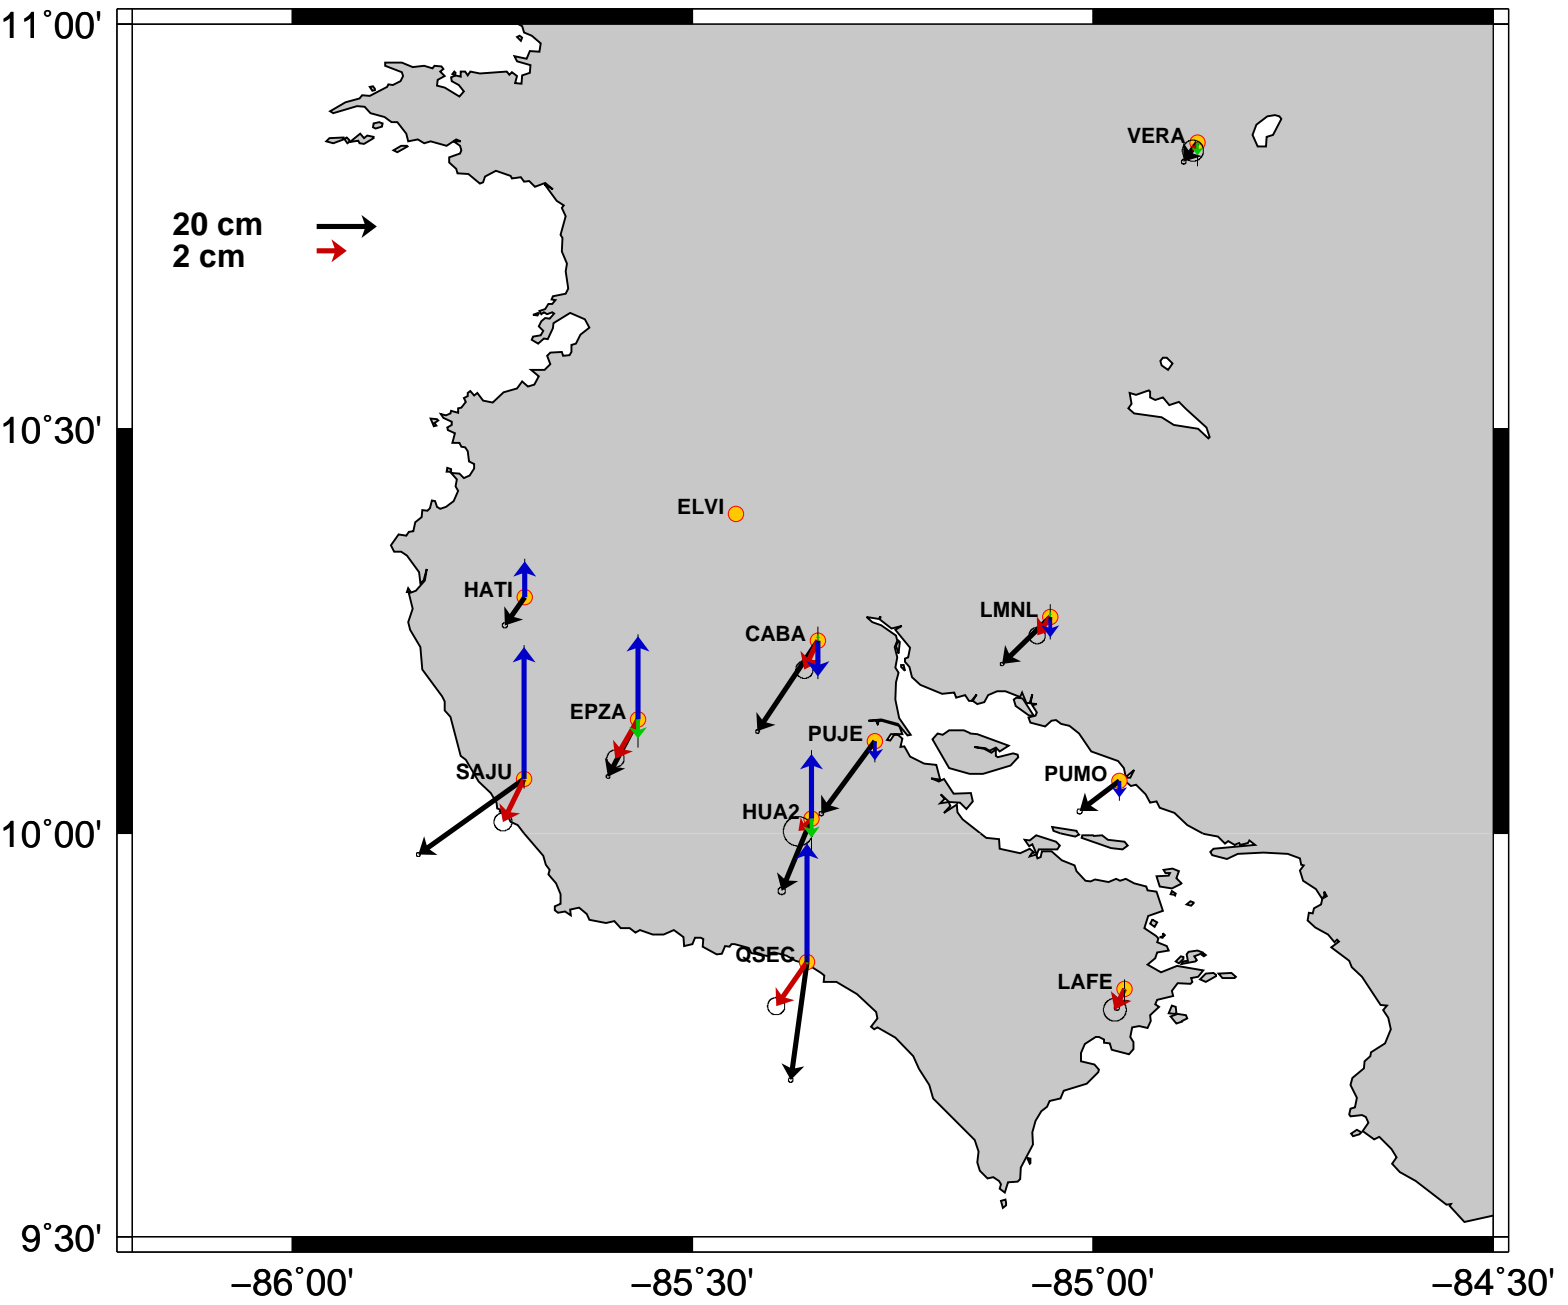 11°00'
VERA
20 cm
2 cm
10°30'
ELVI
HATI
LMNL
CABA
EPZA
PUJE
SAJU
PUMO
HUA2
10°00'
QSEC
LAFE
9°30'
−86°00'
−85°30'
−85°00'
−84°30'